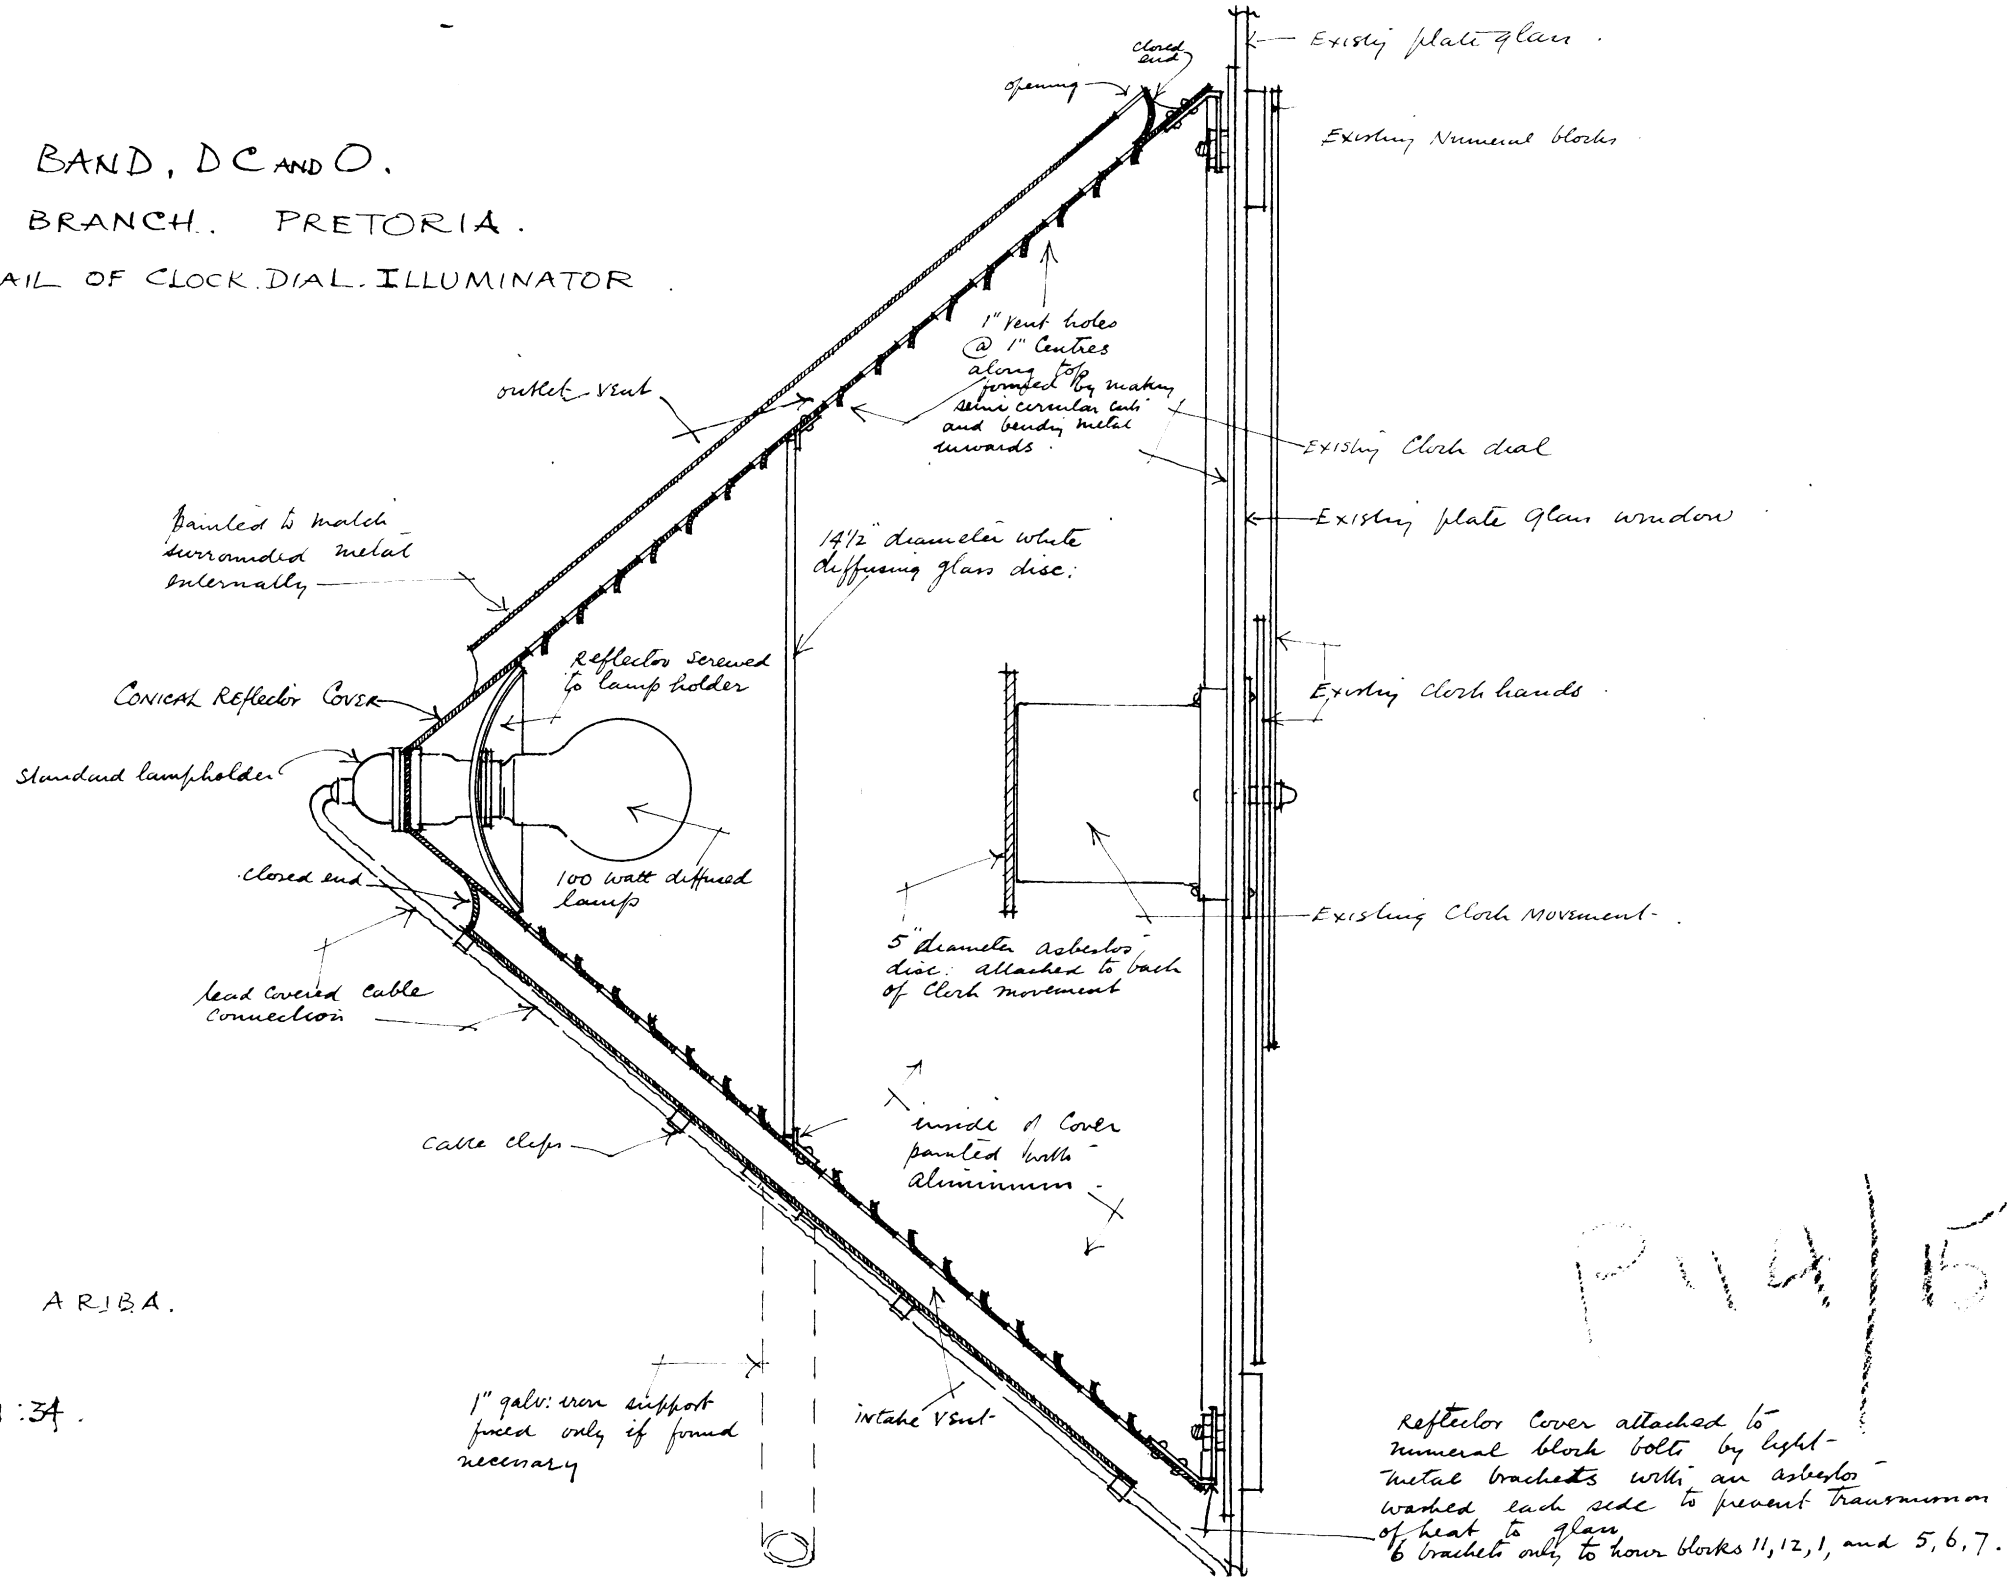 closed
end
opening
Existing plate glass.
Existing Numeral blocks
BAND, DC AND O.
BRANCH. PRETORIA.
AIL OF CLOCK.DIAL.ILLUMINATOR.
1" vent holes
@ 1" Centres
along top
formed by making
semi circular cuts
and bending metal
inwards.
outlet vent
Existing Clock dial
painted to match
surrounded metal
internally
14½" diameter white
diffusing glass disc:
Existing plate Glass window
Reflector screwed
to lamp holder
CONICAL Reflector COVER
Existing Clock hands.
Standard lampholder
closed end
100 watt diffused
lamp
Existing Clock Movement.
5" diameter asbestos
disc: attached to back
of Clock movement
lead covered cable
connection
inside of Cover
painted with
aluminium.
cable clips
P114/15
ARIBA.
:34.
1" galv: iron support
fixed only if found
necessary
intake vent
Reflector Cover attached to
numeral block bolts by light
metal brackets with an asbestos
washed each side to prevent transmission
of heat to glass
6 brackets only to hour blocks 11, 12, 1, and 5, 6, 7.